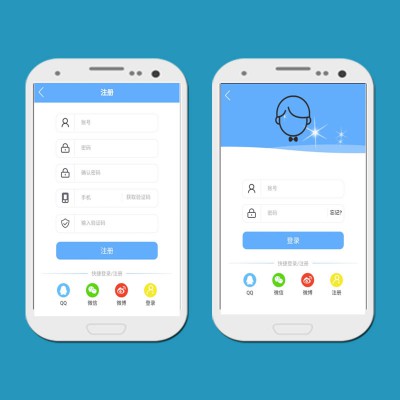 注册
账号
密码
确认密码
手机
获取验证码
输入验证码
注册
快捷登录/注册
QQ
微信
微博
登录
账号
密码
忘记?
登录
快捷登录/注册
QQ
微信
微博
注册